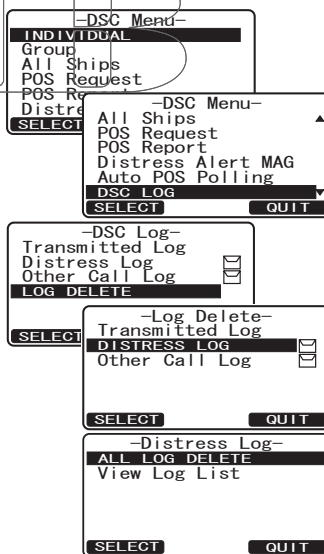 -DSC Menu-
INDIVIDUAL
Group
All Ships
POS Request
POS
Distre
SELECT
-DSC Menu-
All Ships
POS Request
POS Report
Distress Alert MAG
Auto POS Polling
DSC LOG
SELECT QUIT
-DSC Log-
Transmitted Log
Distress Log
Other Call Log
LOG DELETE
SELECT
-Log Delete-
Transmitted Log
DISTRESS LOG
Other Call Log
SELECT QUIT
-Distress Log-
ALL LOG DELETE
View Log List
SELECT QUIT